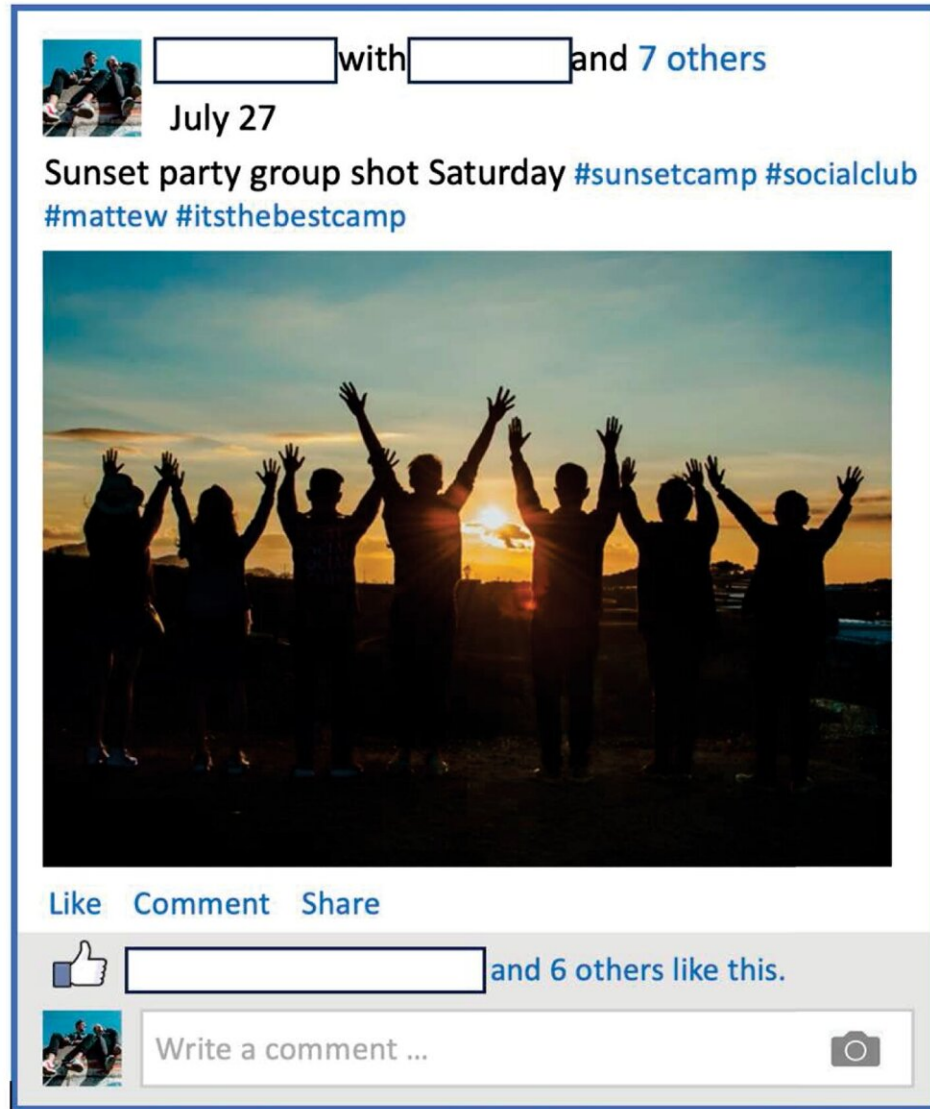 with and 7 others
July 27
Sunset party group shot Saturday #sunsetcamp #socialclub
#mattew #itsthebestcamp
Like Comment Share
and 6 others like this.
Write a comment ...